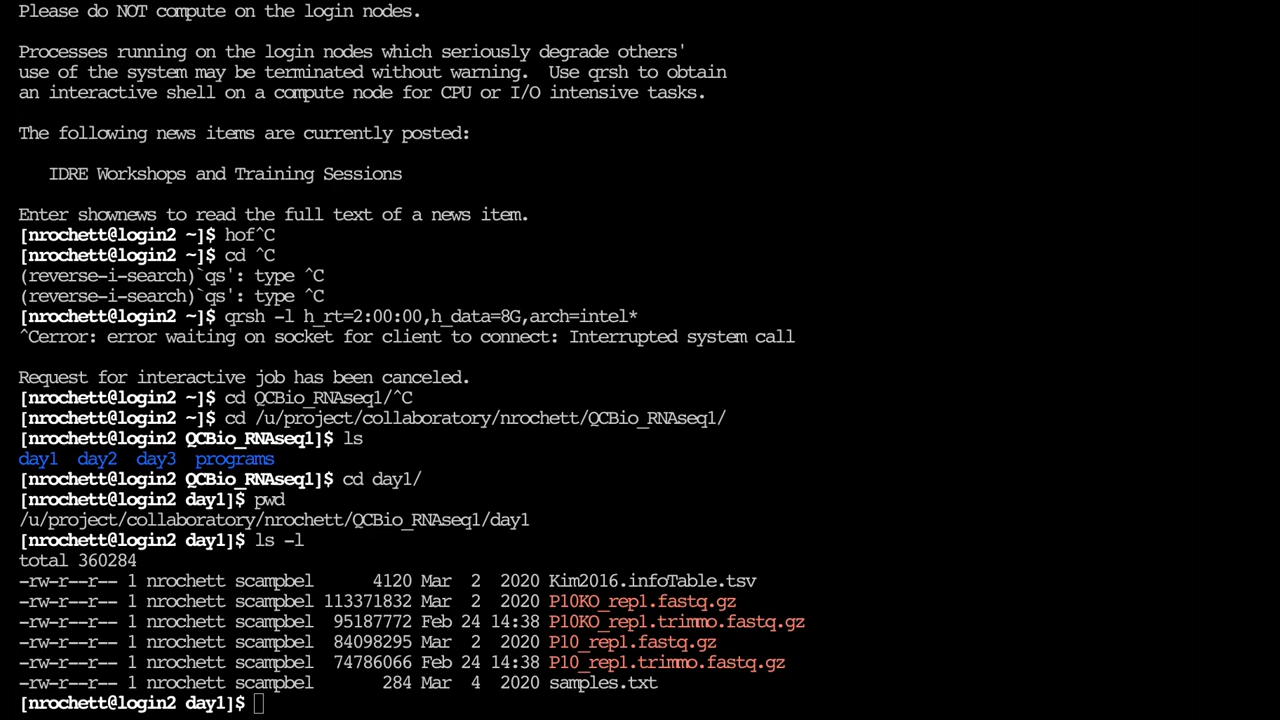 Please do NOT compute on the login nodes.
Processes running on the login nodes which seriously degrade others'
use of the system may be terminated without warning.  Use qrsh to obtain
an interactive shell on a compute node for CPU or I/O intensive tasks.
The following news items are currently posted:
IDRE Workshops and Training Sessions
Enter shownews to read the full text of a news item.
[nrochett@login2 ~]$ hof^C
[nrochett@login2 ~]$ cd ^C
(reverse-i-search)`qs': type ^C
(reverse-i-search)`qs': type ^C
[nrochett@login2 ~]$ qrsh -l h_rt=2:00:00,h_data=8G,arch=intel*
^Cerror: error waiting on socket for client to connect: Interrupted system call
Request for interactive job has been canceled.
[nrochett@login2 ~]$ cd QCBio_RNAseq1/^C
[nrochett@login2 ~]$ cd /u/project/collaboratory/nrochett/QCBio_RNAseq1/
[nrochett@login2 QCBio_RNAseq1]$ ls
day1  day2  day3  programs
[nrochett@login2 QCBio_RNAseq1]$ cd day1/
[nrochett@login2 day1]$ pwd
/u/project/collaboratory/nrochett/QCBio_RNAseq1/day1
[nrochett@login2 day1]$ ls -l
total 360284
-rw-r--r-- 1 nrochett scampbel      4120 Mar  2  2020 Kim2016.infoTable.tsv
-rw-r--r-- 1 nrochett scampbel 113371832 Mar  2  2020 P10KO_rep1.fastq.gz
-rw-r--r-- 1 nrochett scampbel  95187772 Feb 24 14:38 P10KO_rep1.trimmo.fastq.gz
-rw-r--r-- 1 nrochett scampbel  84098295 Mar  2  2020 P10_rep1.fastq.gz
-rw-r--r-- 1 nrochett scampbel  74786066 Feb 24 14:38 P10_rep1.trimmo.fastq.gz
-rw-r--r-- 1 nrochett scampbel       284 Mar  4  2020 samples.txt
[nrochett@login2 day1]$